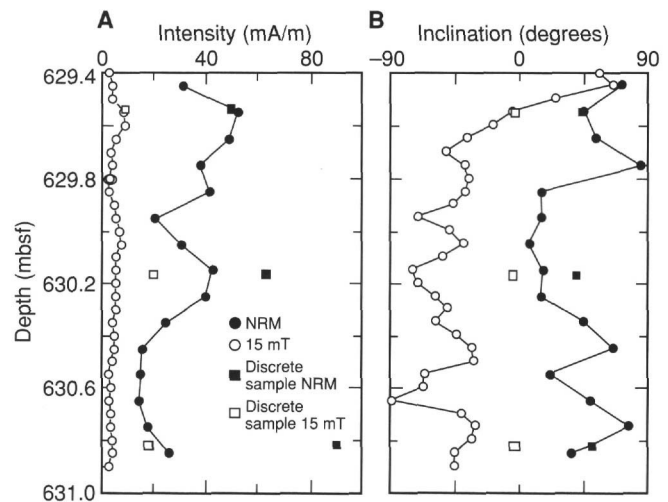 A
Intensity (mA/m)
0 40 80
B
Inclination (degrees)
−90 0 90
Depth (mbsf)
629.4
629.8
630.2
630.6
631.0
NRM
15 mT
Discrete
sample NRM
Discrete
sample 15 mT